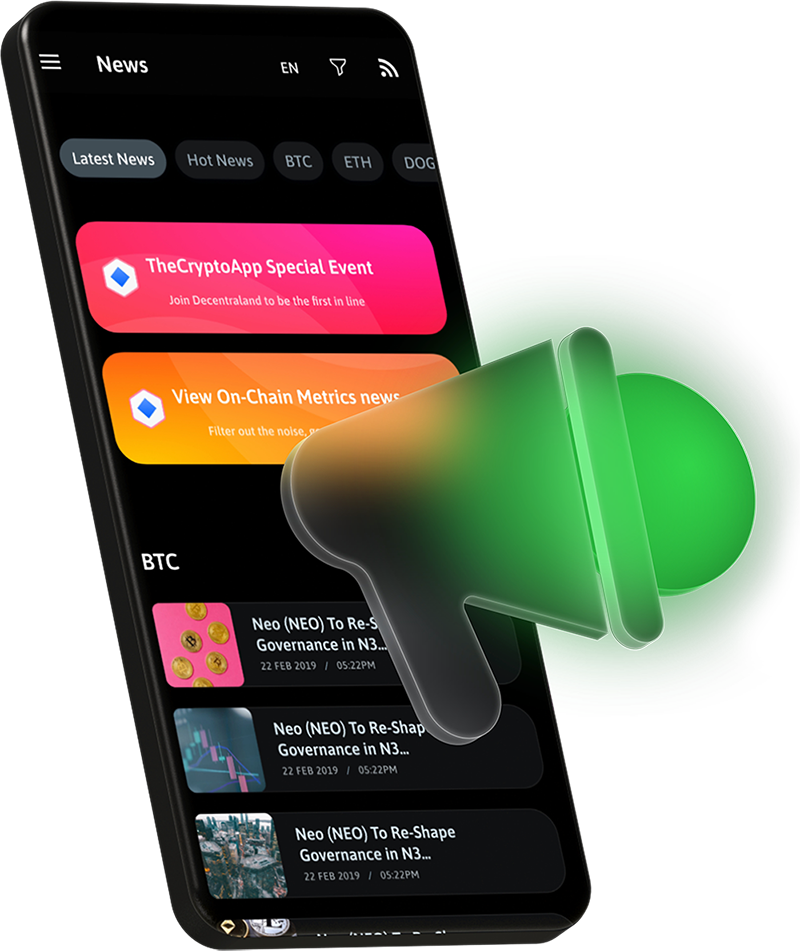 News
EN
Latest News
Hot News
BTC
ETH
DOG
TheCryptoApp Special Event
Join Decentraland to be the first in line
View On-Chain Metrics news
Filter out the noise,
BTC
Neo (NEO) To Re-S
Governance in N3...
22 FEB 2019 / 05:22PM
Neo (NEO) To Re-Shap
Governance in N3...
22 FEB 2019 / 05:22PM
Neo (NEO) To Re-Shape
Governance in N3...
22 FEB 2019 / 05:22PM